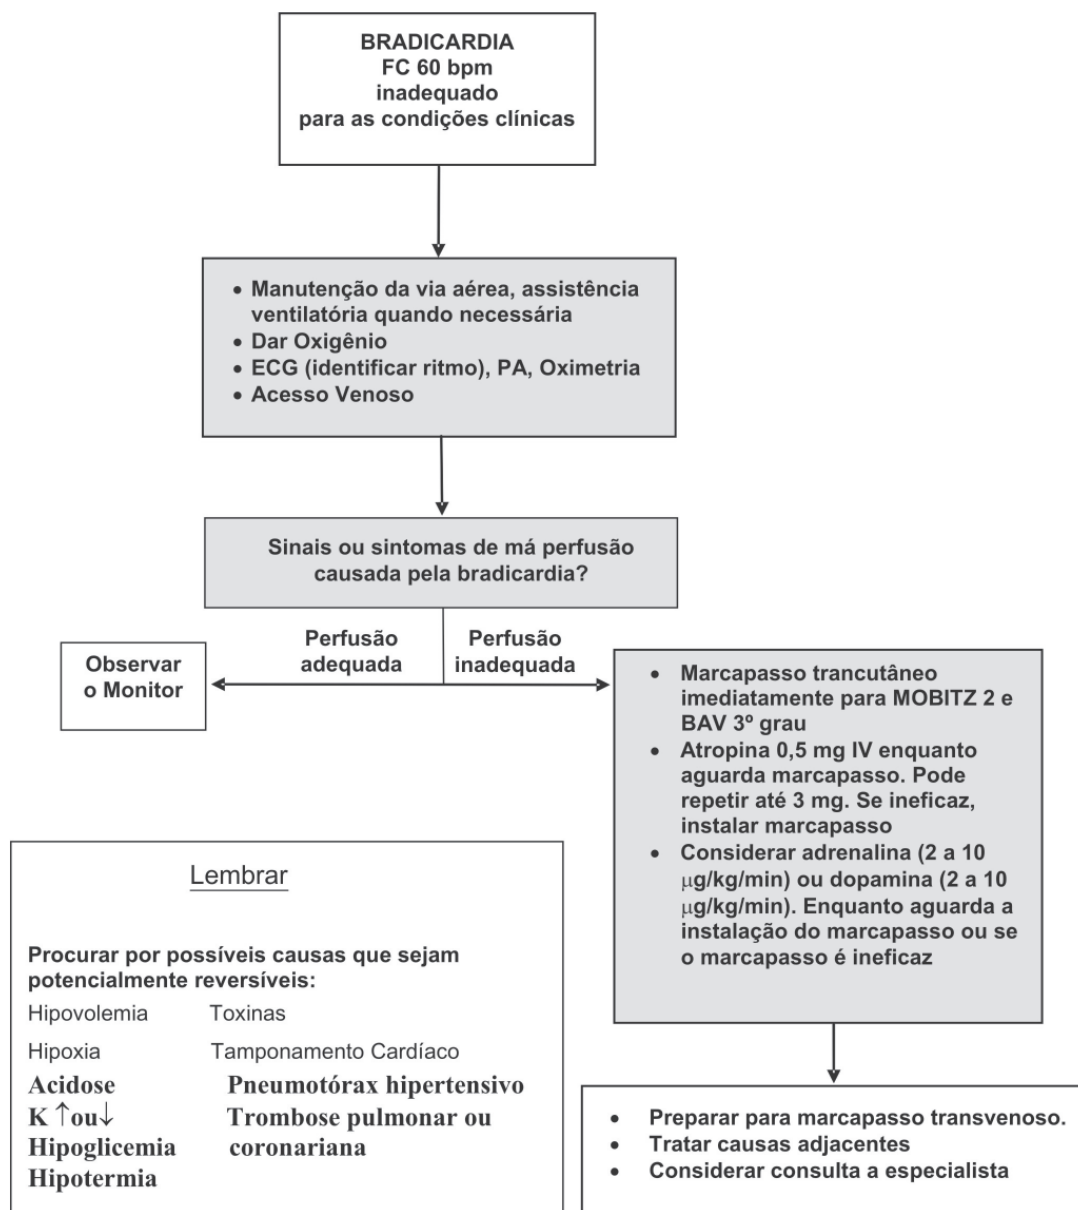 BRADICARDIA
FC 60 bpm
inadequado
para as condições clínicas
• Manutenção da via aérea, assistência
ventilatória quando necessária
• Dar Oxigênio
• ECG (identificar ritmo), PA, Oximetria
• Acesso Venoso
Sinais ou sintomas de má perfusão
causada pela bradicardia?
Perfusão
adequada
Perfusão
inadequada
Observar
o Monitor
• Marcapasso trancutâneo
imediatamente para MOBITZ 2 e
BAV 3º grau
• Atropina 0,5 mg IV enquanto
aguarda marcapasso. Pode
repetir até 3 mg. Se ineficaz,
instalar marcapasso
• Considerar adrenalina (2 a 10
μg/kg/min) ou dopamina (2 a 10
μg/kg/min). Enquanto aguarda a
instalação do marcapasso ou se
o marcapasso é ineficaz
Lembrar
Procurar por possíveis causas que sejam
potencialmente reversíveis:
Hipovolemia Toxinas
Hipoxia Tamponamento Cardíaco
Acidose Pneumotórax hipertensivo
K ↑ou↓ Trombose pulmonar ou
Hipoglicemia coronariana
Hipotermia
• Preparar para marcapasso transvenoso.
• Tratar causas adjacentes
• Considerar consulta a especialista